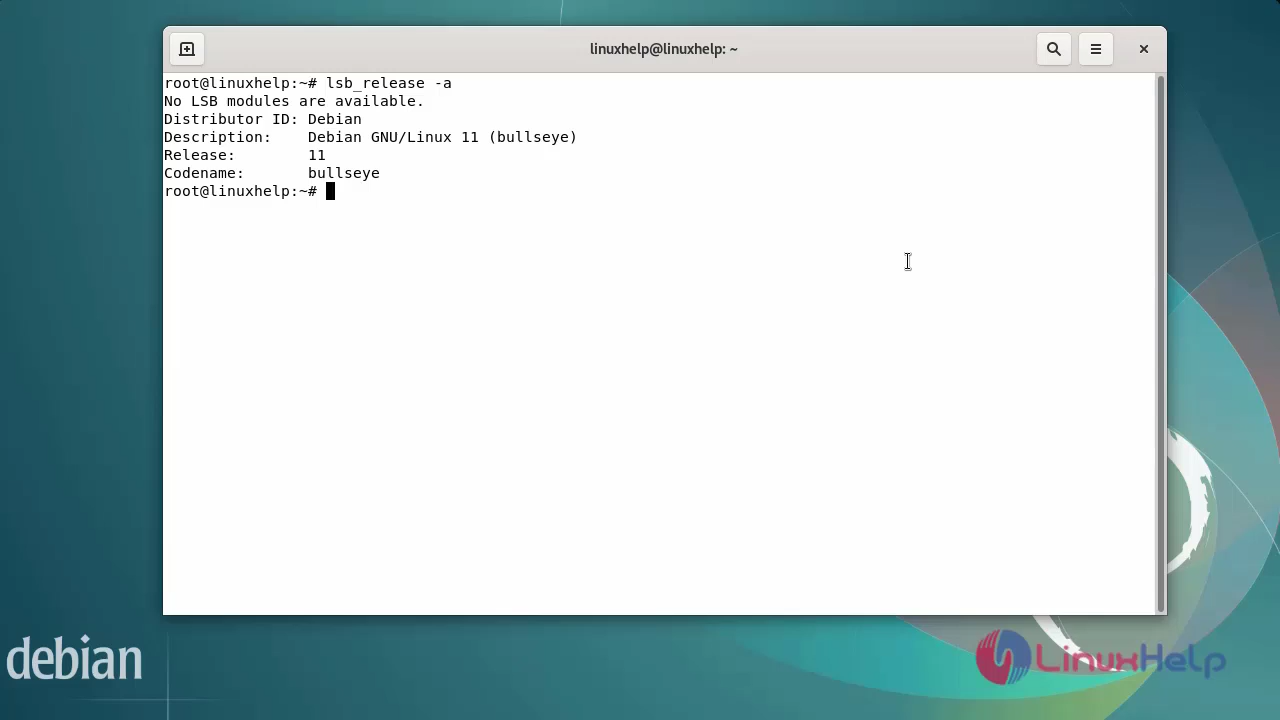 linuxhelp@linuxhelp: ~
root@linuxhelp:~# lsb_release -a
No LSB modules are available.
Distributor ID: Debian
Description:    Debian GNU/Linux 11 (bullseye)
Release:        11
Codename:       bullseye
root@linuxhelp:~#
debian
LinuxHelp